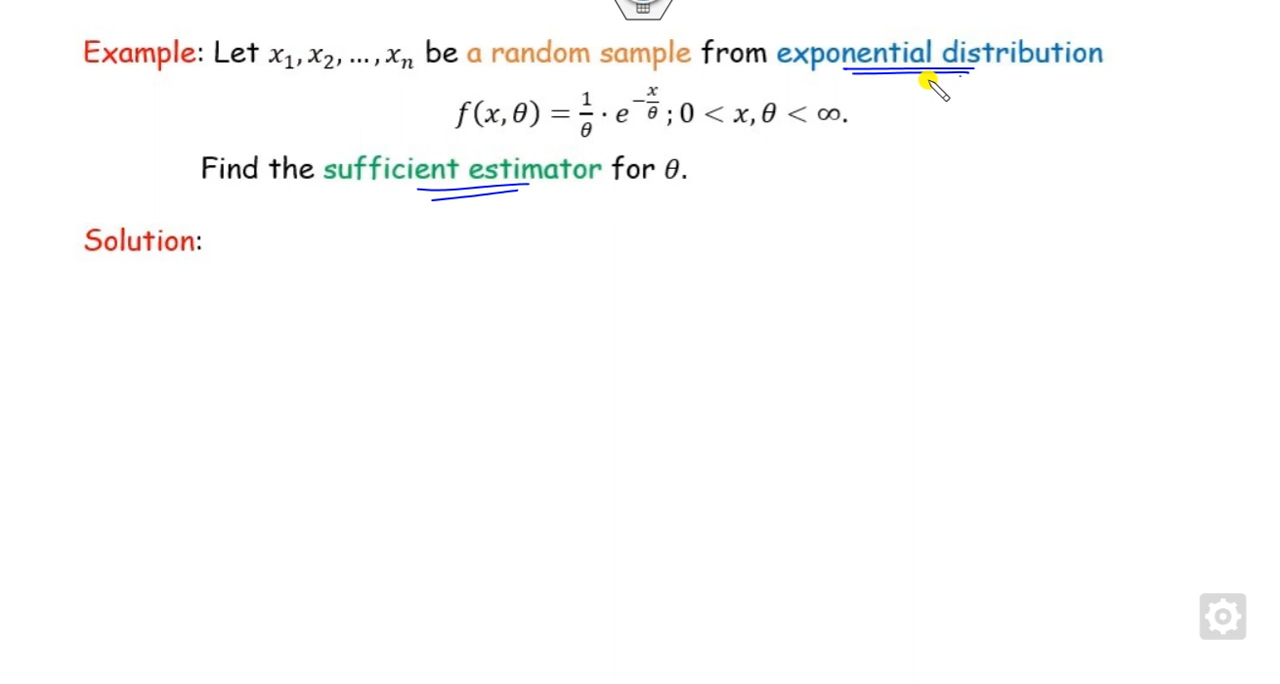 Example: Let x₁, x₂, ..., xₙ be a random sample from exponential distribution
f(x, θ) = 1/θ · e^(−x/θ) ; 0 < x, θ < ∞.
Find the sufficient estimator for θ.
Solution: